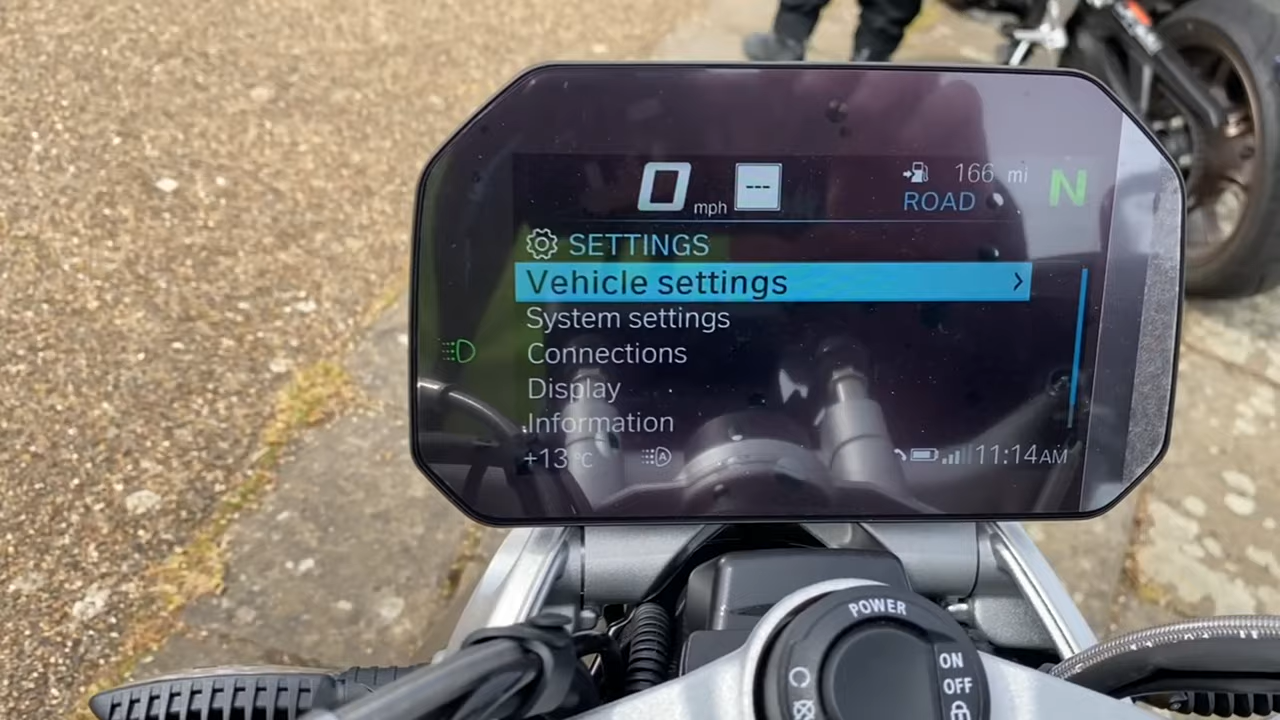 0 mph --- 166 mi N
ROAD
SETTINGS
Vehicle settings >
System settings
Connections
Display
Information
+13°C A 11:14AM
POWER
ON
OFF